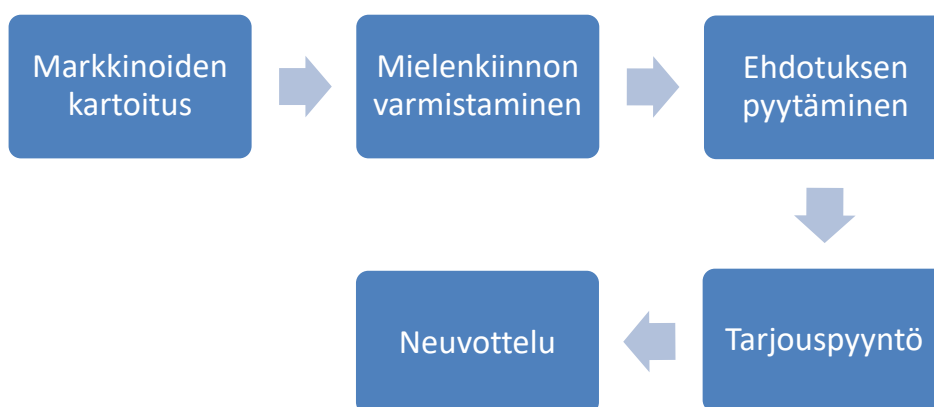 Markkinoiden
kartoitus
Mielenkiinnon
varmistaminen
Ehdotuksen
pyytäminen
Tarjouspyyntö
Neuvottelu